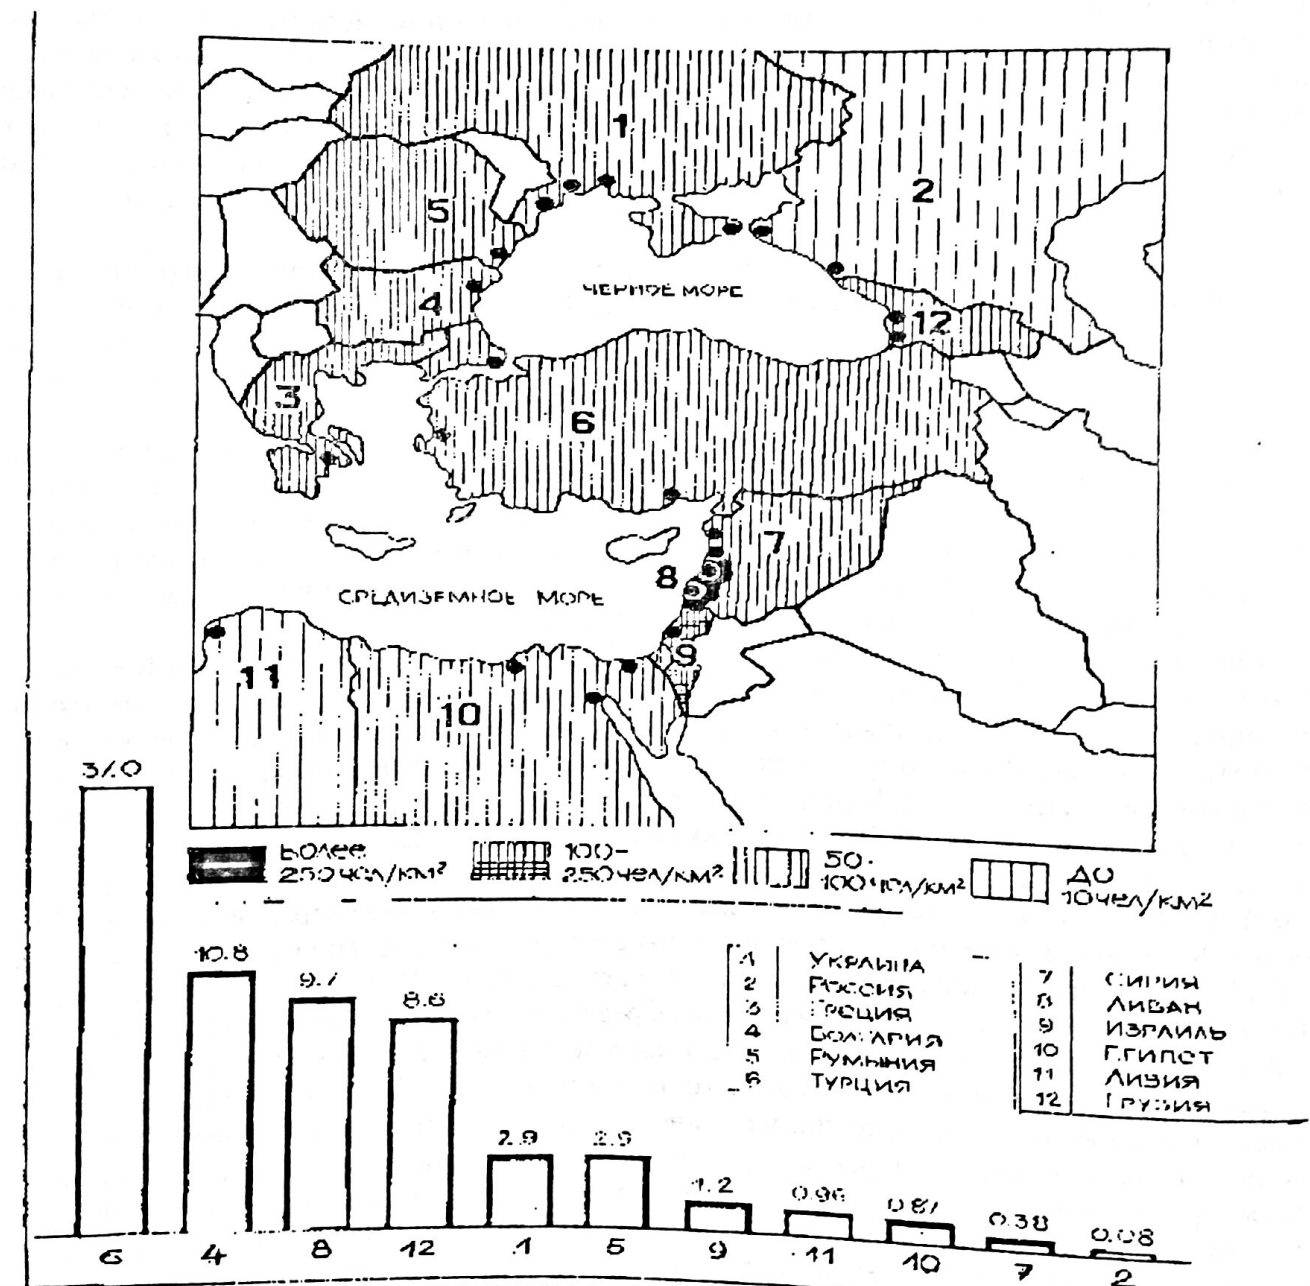 1
2
5
ЧЕРНОЕ МОРЕ
4
12
3
6
7
8
СРЕДИЗЕМНОЕ МОРЕ
9
11
10
Более 250 чел/км²
100-250 чел/км²
50-100 чел/км²
ДО 10 чел/км²
37.0
10.8
9.7
8.6
2.9
2.9
1.2
0.96
0.87
0.38
0.08
6 4 8 12 1 5 9 11 10 7 2
1 УКРАИНА
2 РОССИЯ
3 ГРЕЦИЯ
4 БОЛГАРИЯ
5 РУМЫНИЯ
6 ТУРЦИЯ
7 СИРИЯ
8 ЛИВАН
9 ИЗРАИЛЬ
10 ЕГИПЕТ
11 ЛИВИЯ
12 ГРУЗИЯ